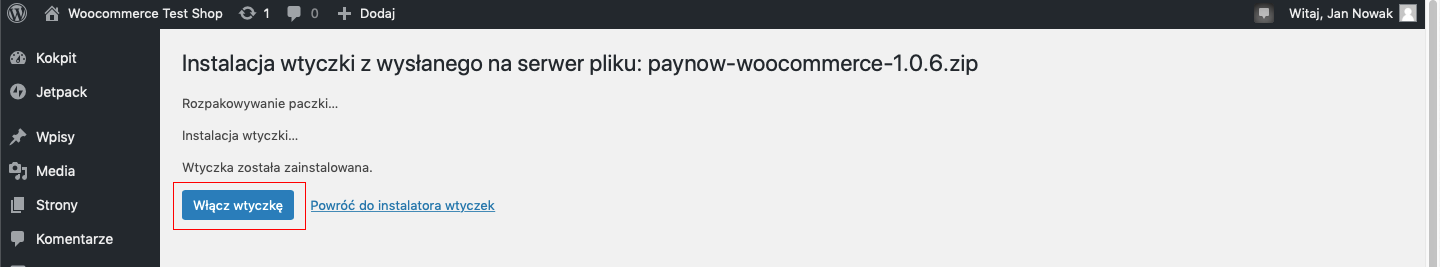 Woocommerce Test Shop 1 0 Dodaj Witaj, Jan Nowak
Kokpit
Jetpack
Wpisy
Media
Strony
Komentarze
Instalacja wtyczki z wysłanego na serwer pliku: paynow-woocommerce-1.0.6.zip
Rozpakowywanie paczki...
Instalacja wtyczki...
Wtyczka została zainstalowana.
Włącz wtyczkę Powróć do instalatora wtyczek